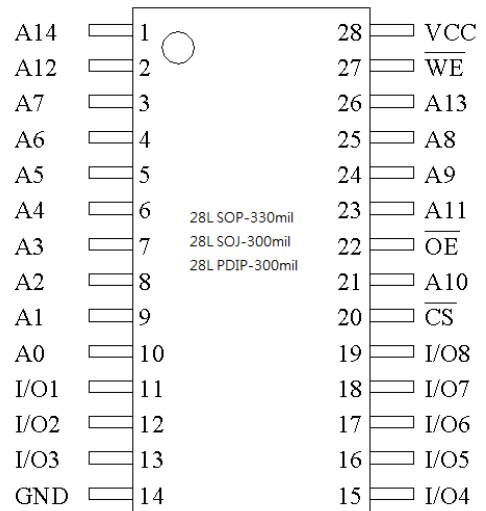 A14 1 28 VCC
A12 2 27 W̅E̅
A7 3 26 A13
A6 4 25 A8
A5 5 24 A9
A4 6 23 A11
28L SOP-330mil
A3 7 22 O̅E̅
28L SOJ-300mil
A2 8 21 A10
28L PDIP-300mil
A1 9 20 C̅S̅
A0 10 19 I/O8
I/O1 11 18 I/O7
I/O2 12 17 I/O6
I/O3 13 16 I/O5
GND 14 15 I/O4